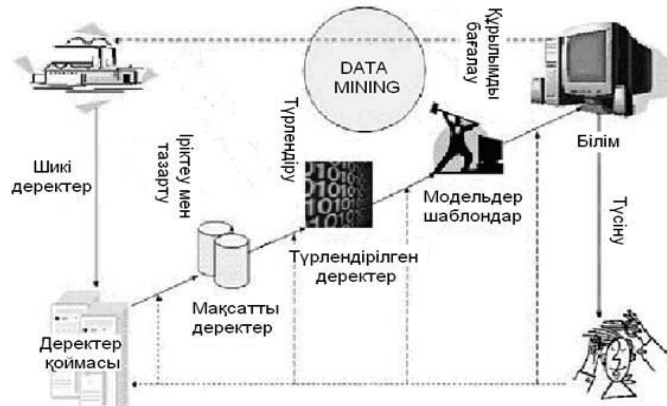 Құрылымды
бағалау
DATA
MINING
Түрлендіру
Іріктеу мен
тазарту
Шикі
деректер
Білім
Модельдер
шаблондар
Түсіну
Түрлендірілген
деректер
Мақсатты
деректер
Деректер
қоймасы